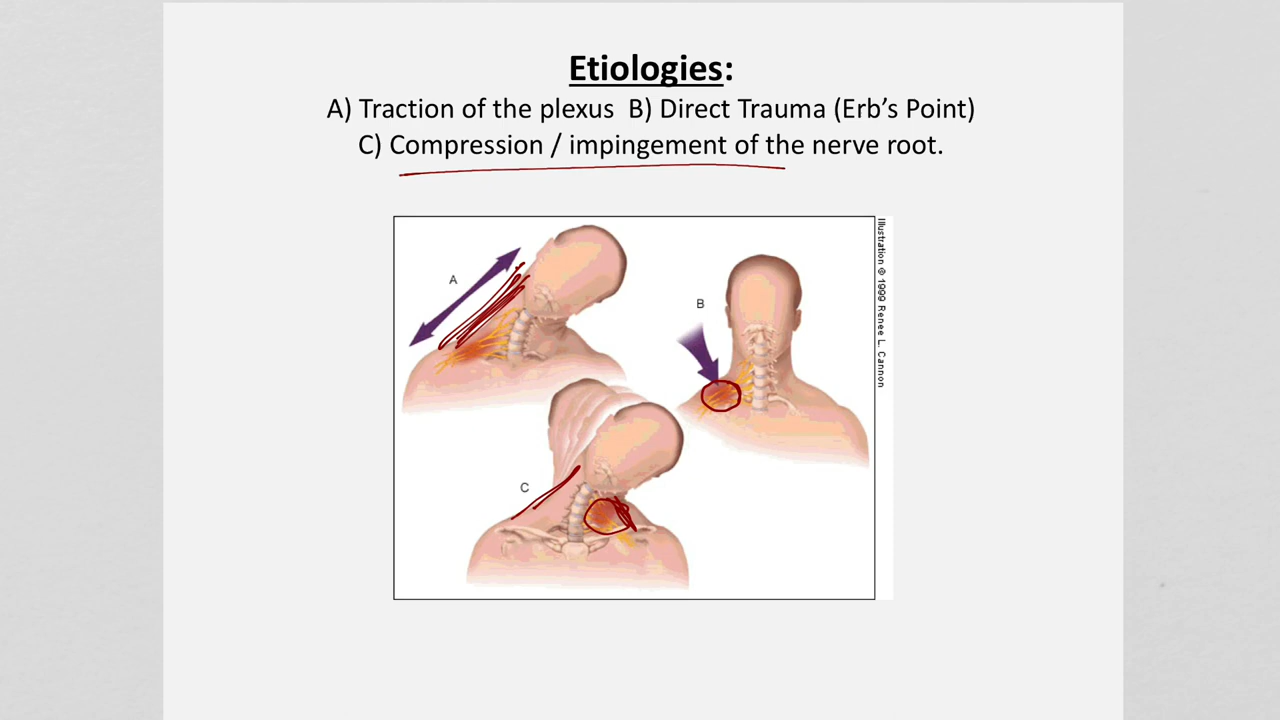 Etiologies:
A) Traction of the plexus  B) Direct Trauma (Erb’s Point)
C) Compression / impingement of the nerve root.
A
B
C
Illustration © 1999 Renee L. Cannon